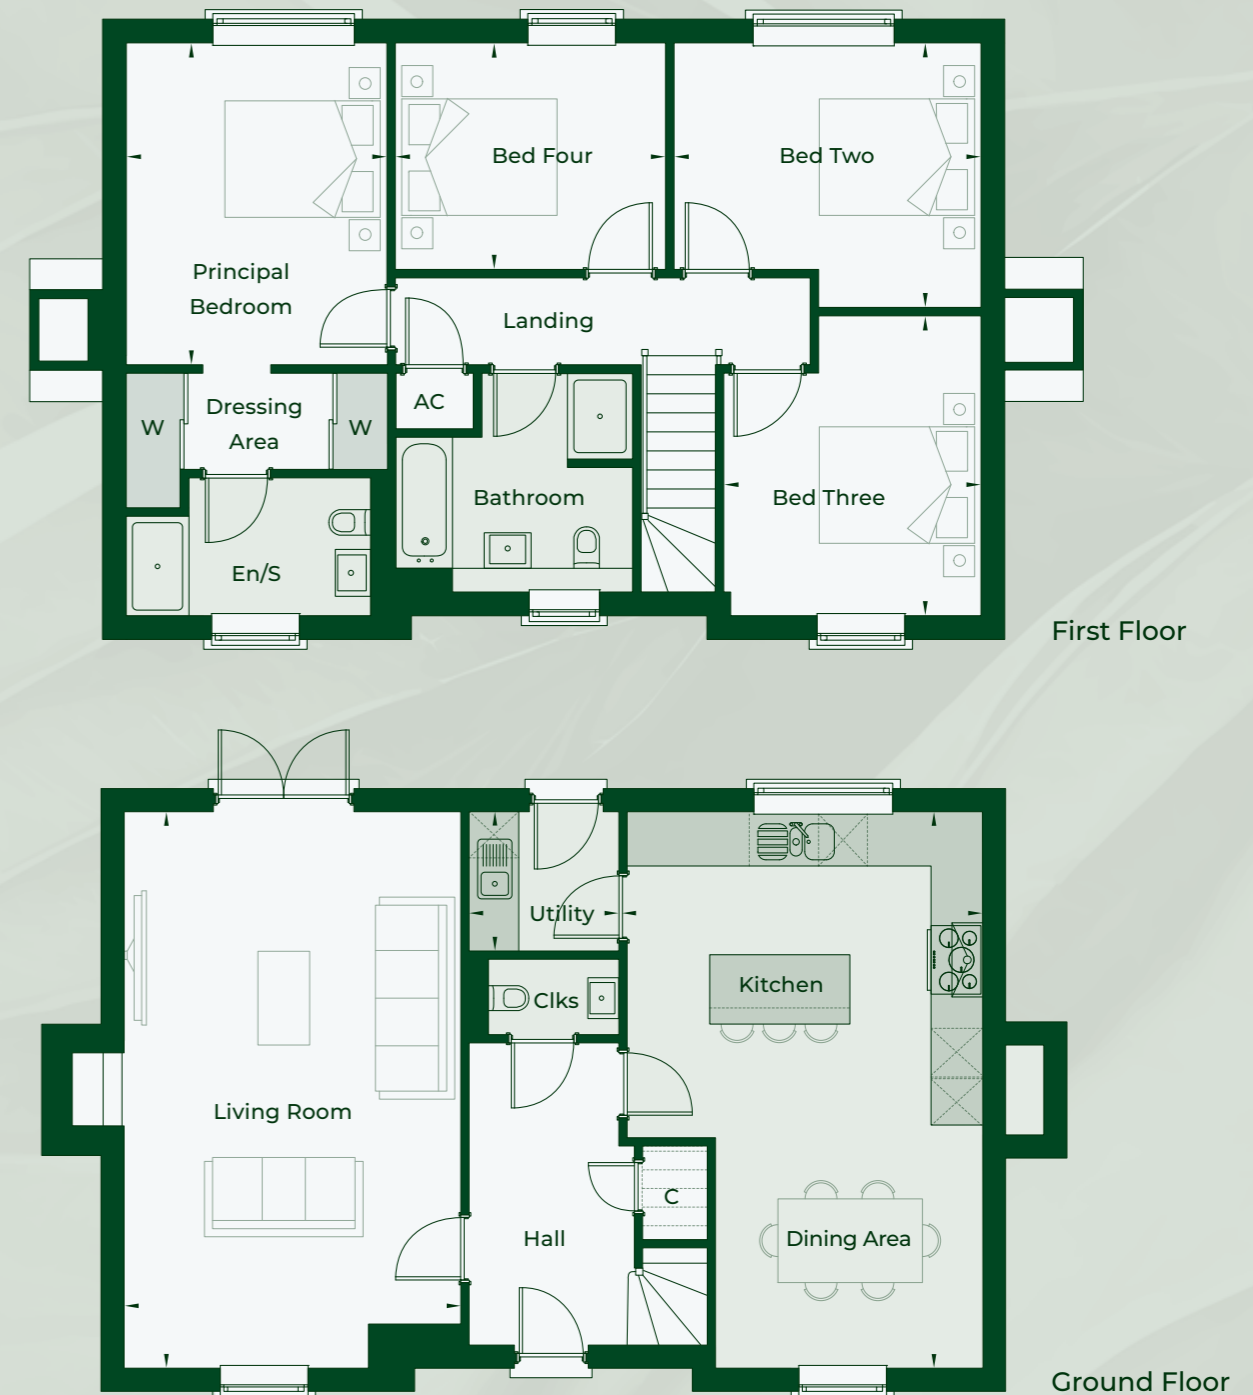 Bed Four
Bed Two
Principal
Bedroom
Landing
W
Dressing
Area
W
AC
Bathroom
Bed Three
En/S
First Floor
Utility
Kitchen
Clks
Living Room
C
Hall
Dining Area
Ground Floor